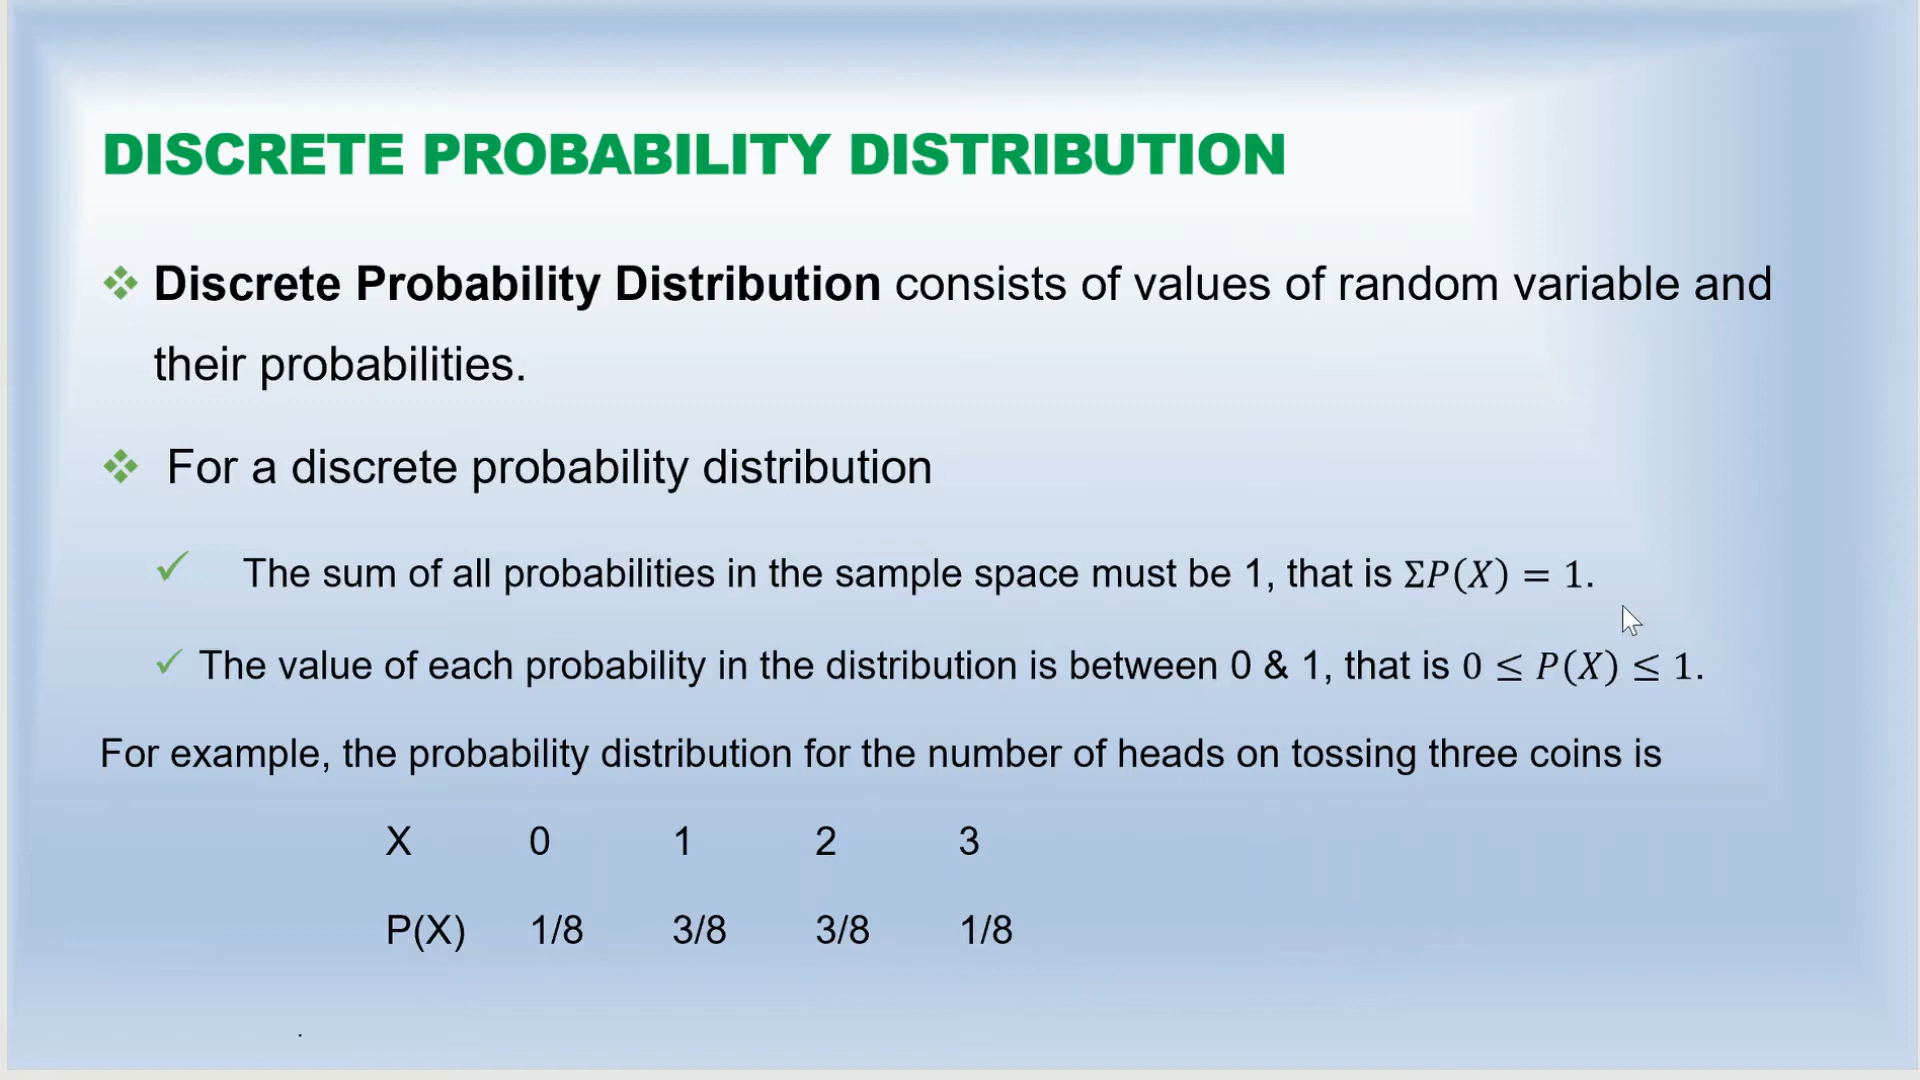 DISCRETE PROBABILITY DISTRIBUTION
Discrete Probability Distribution consists of values of random variable and
their probabilities.
For a discrete probability distribution
The sum of all probabilities in the sample space must be 1, that is ΣP(X) = 1.
The value of each probability in the distribution is between 0 & 1, that is 0 ≤ P(X) ≤ 1.
For example, the probability distribution for the number of heads on tossing three coins is
X 0 1 2 3
P(X) 1/8 3/8 3/8 1/8
.